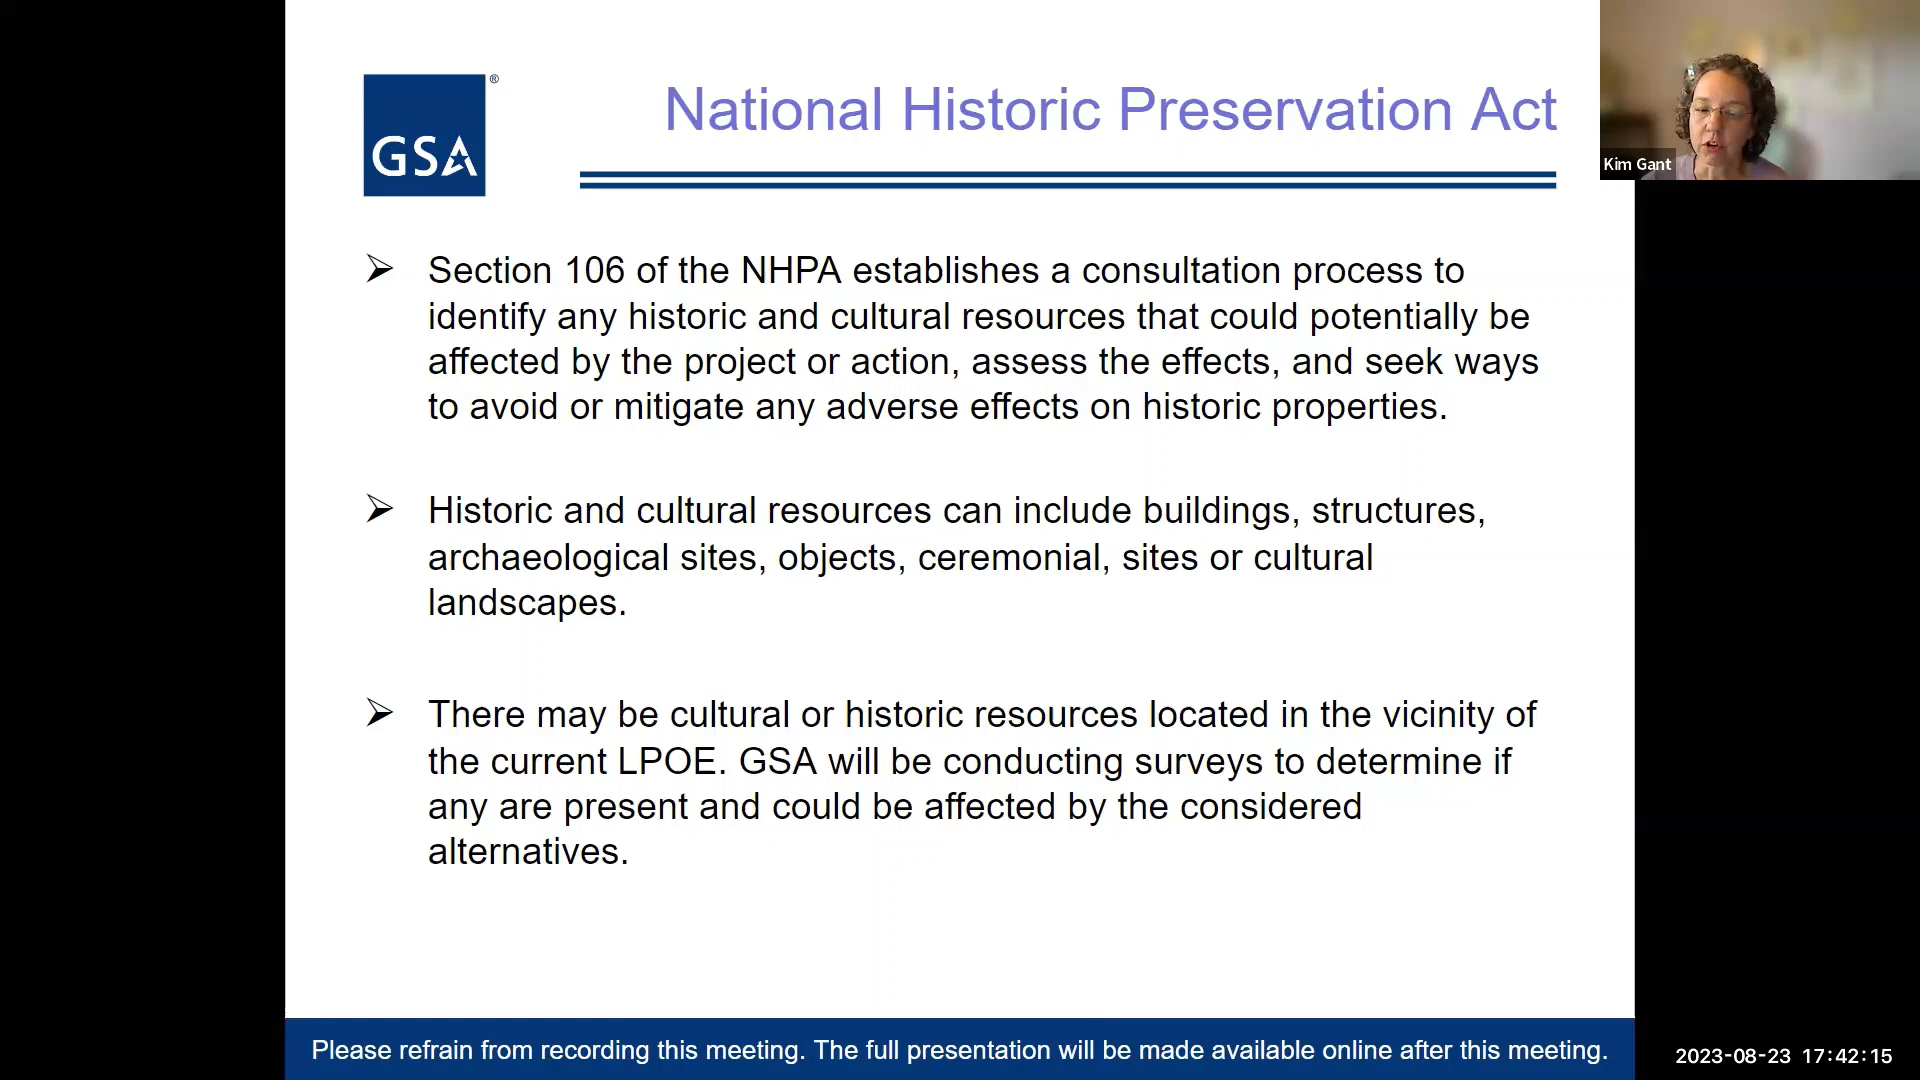 GSA
®
National Historic Preservation Act
Kim Gant
➢ Section 106 of the NHPA establishes a consultation process to
identify any historic and cultural resources that could potentially be
affected by the project or action, assess the effects, and seek ways
to avoid or mitigate any adverse effects on historic properties.
➢ Historic and cultural resources can include buildings, structures,
archaeological sites, objects, ceremonial, sites or cultural
landscapes.
➢ There may be cultural or historic resources located in the vicinity of
the current LPOE. GSA will be conducting surveys to determine if
any are present and could be affected by the considered
alternatives.
Please refrain from recording this meeting. The full presentation will be made available online after this meeting.
2023-08-23 17:42:15